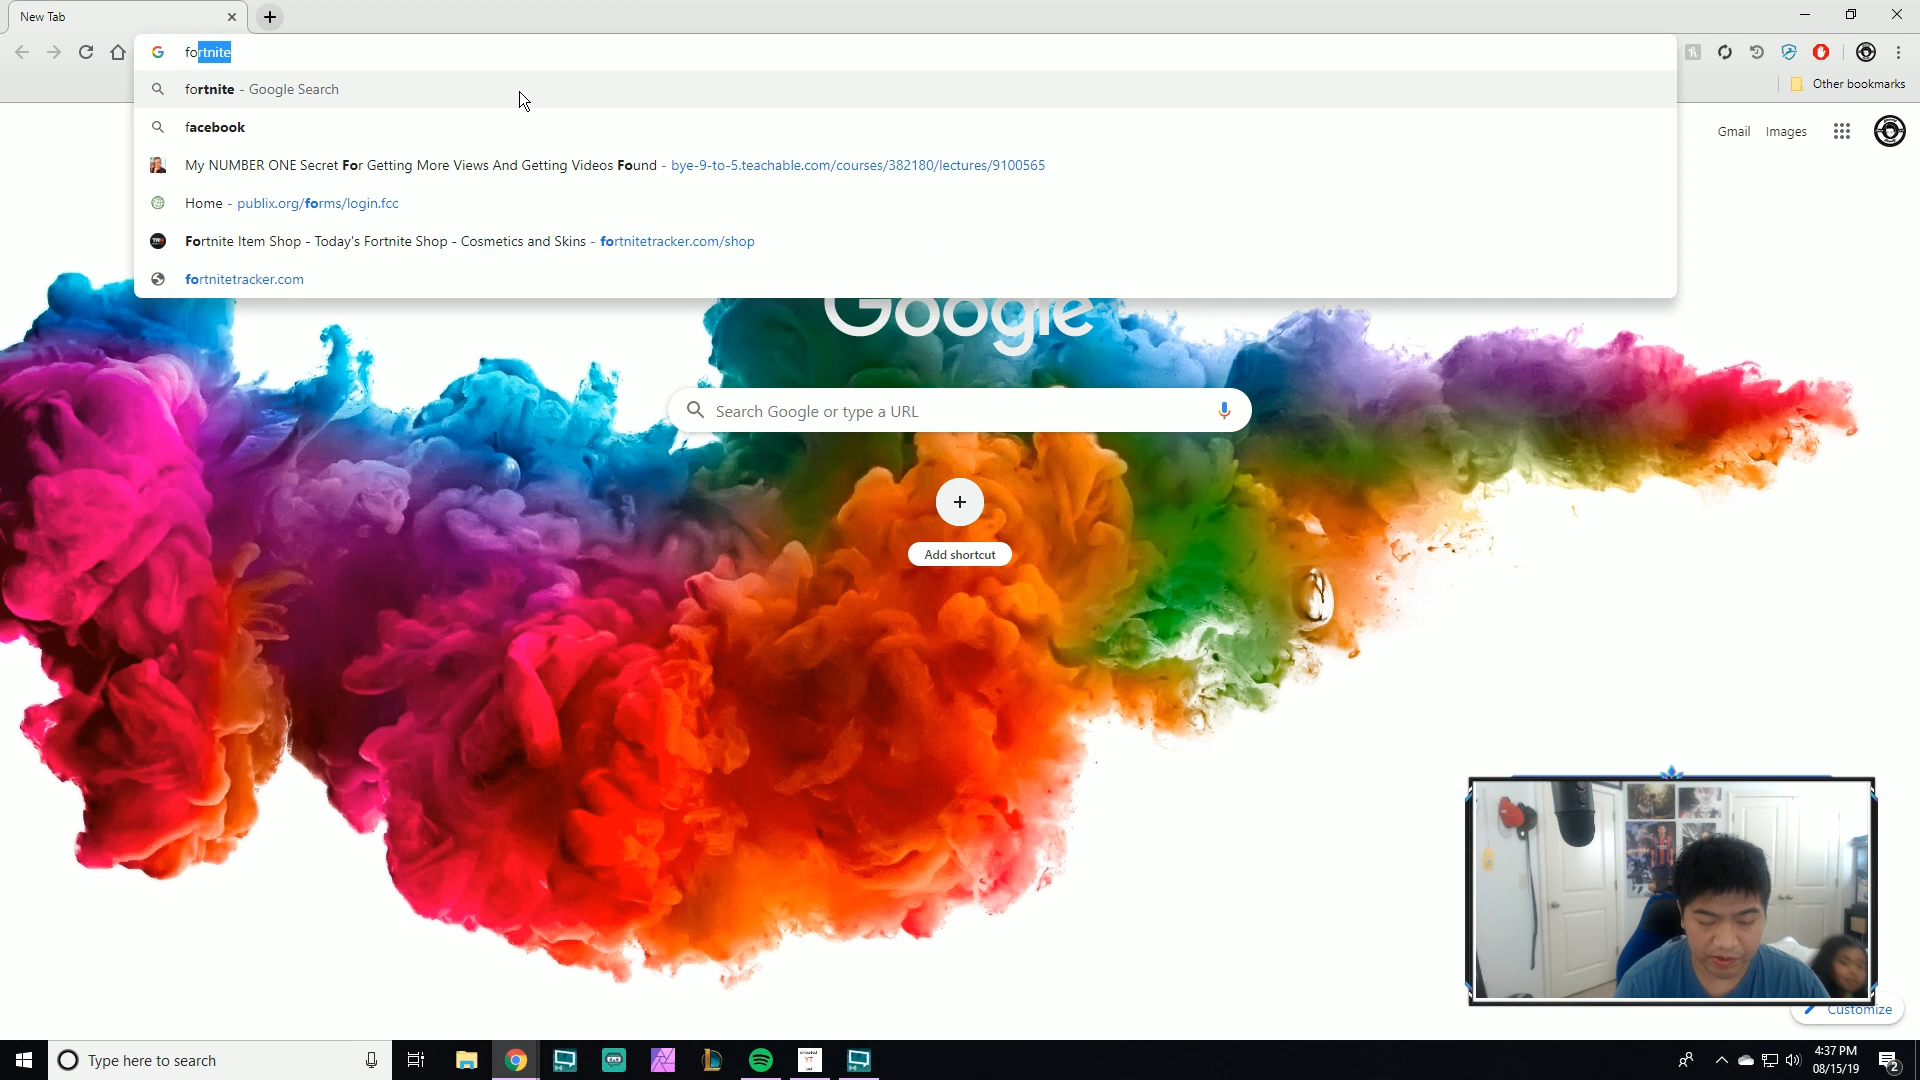 New Tab
fortnite
fortnite - Google Search
facebook
My NUMBER ONE Secret For Getting More Views And Getting Videos Found - bye-9-to-5.teachable.com/courses/382180/lectures/9100565
Home - publix.org/forms/login.fcc
Fortnite Item Shop - Today's Fortnite Shop - Cosmetics and Skins - fortnitetracker.com/shop
fortnitetracker.com
Other bookmarks
Gmail Images
Google
Search Google or type a URL
Add shortcut
Customize
Type here to search
4:37 PM
08/15/19
2